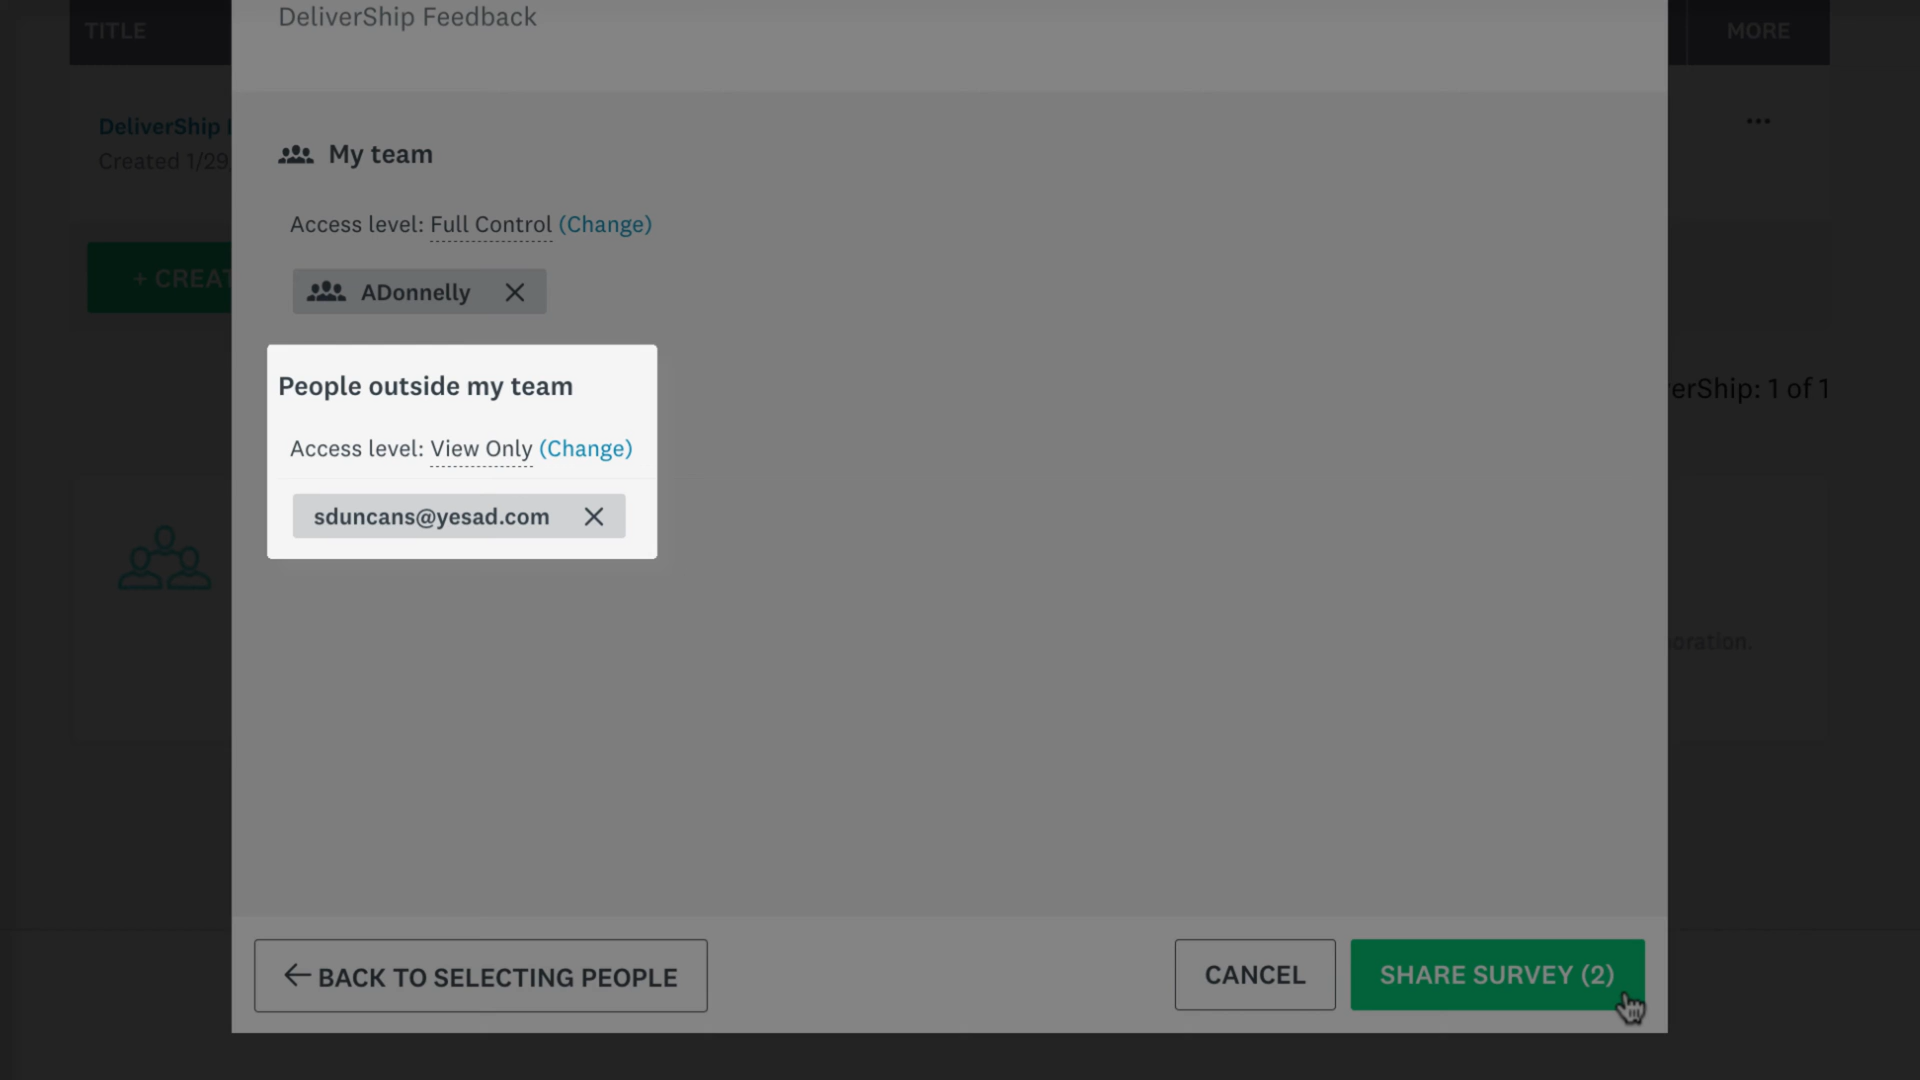 TITLE
DeliverShip Feedback
MORE
DeliverShip
Created 1/29
...
My team
Access level: Full Control (Change)
+ CREAT
ADonnelly
People outside my team
erShip: 1 of 1
Access level: View Only (Change)
sduncans@yesad.com
oration.
← BACK TO SELECTING PEOPLE
CANCEL
SHARE SURVEY (2)